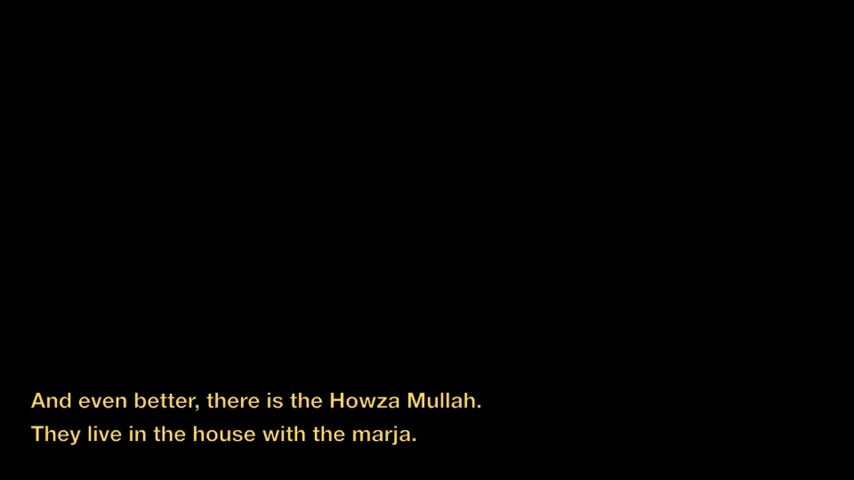 And even better, there is the Howza Mullah.
They live in the house with the marja.